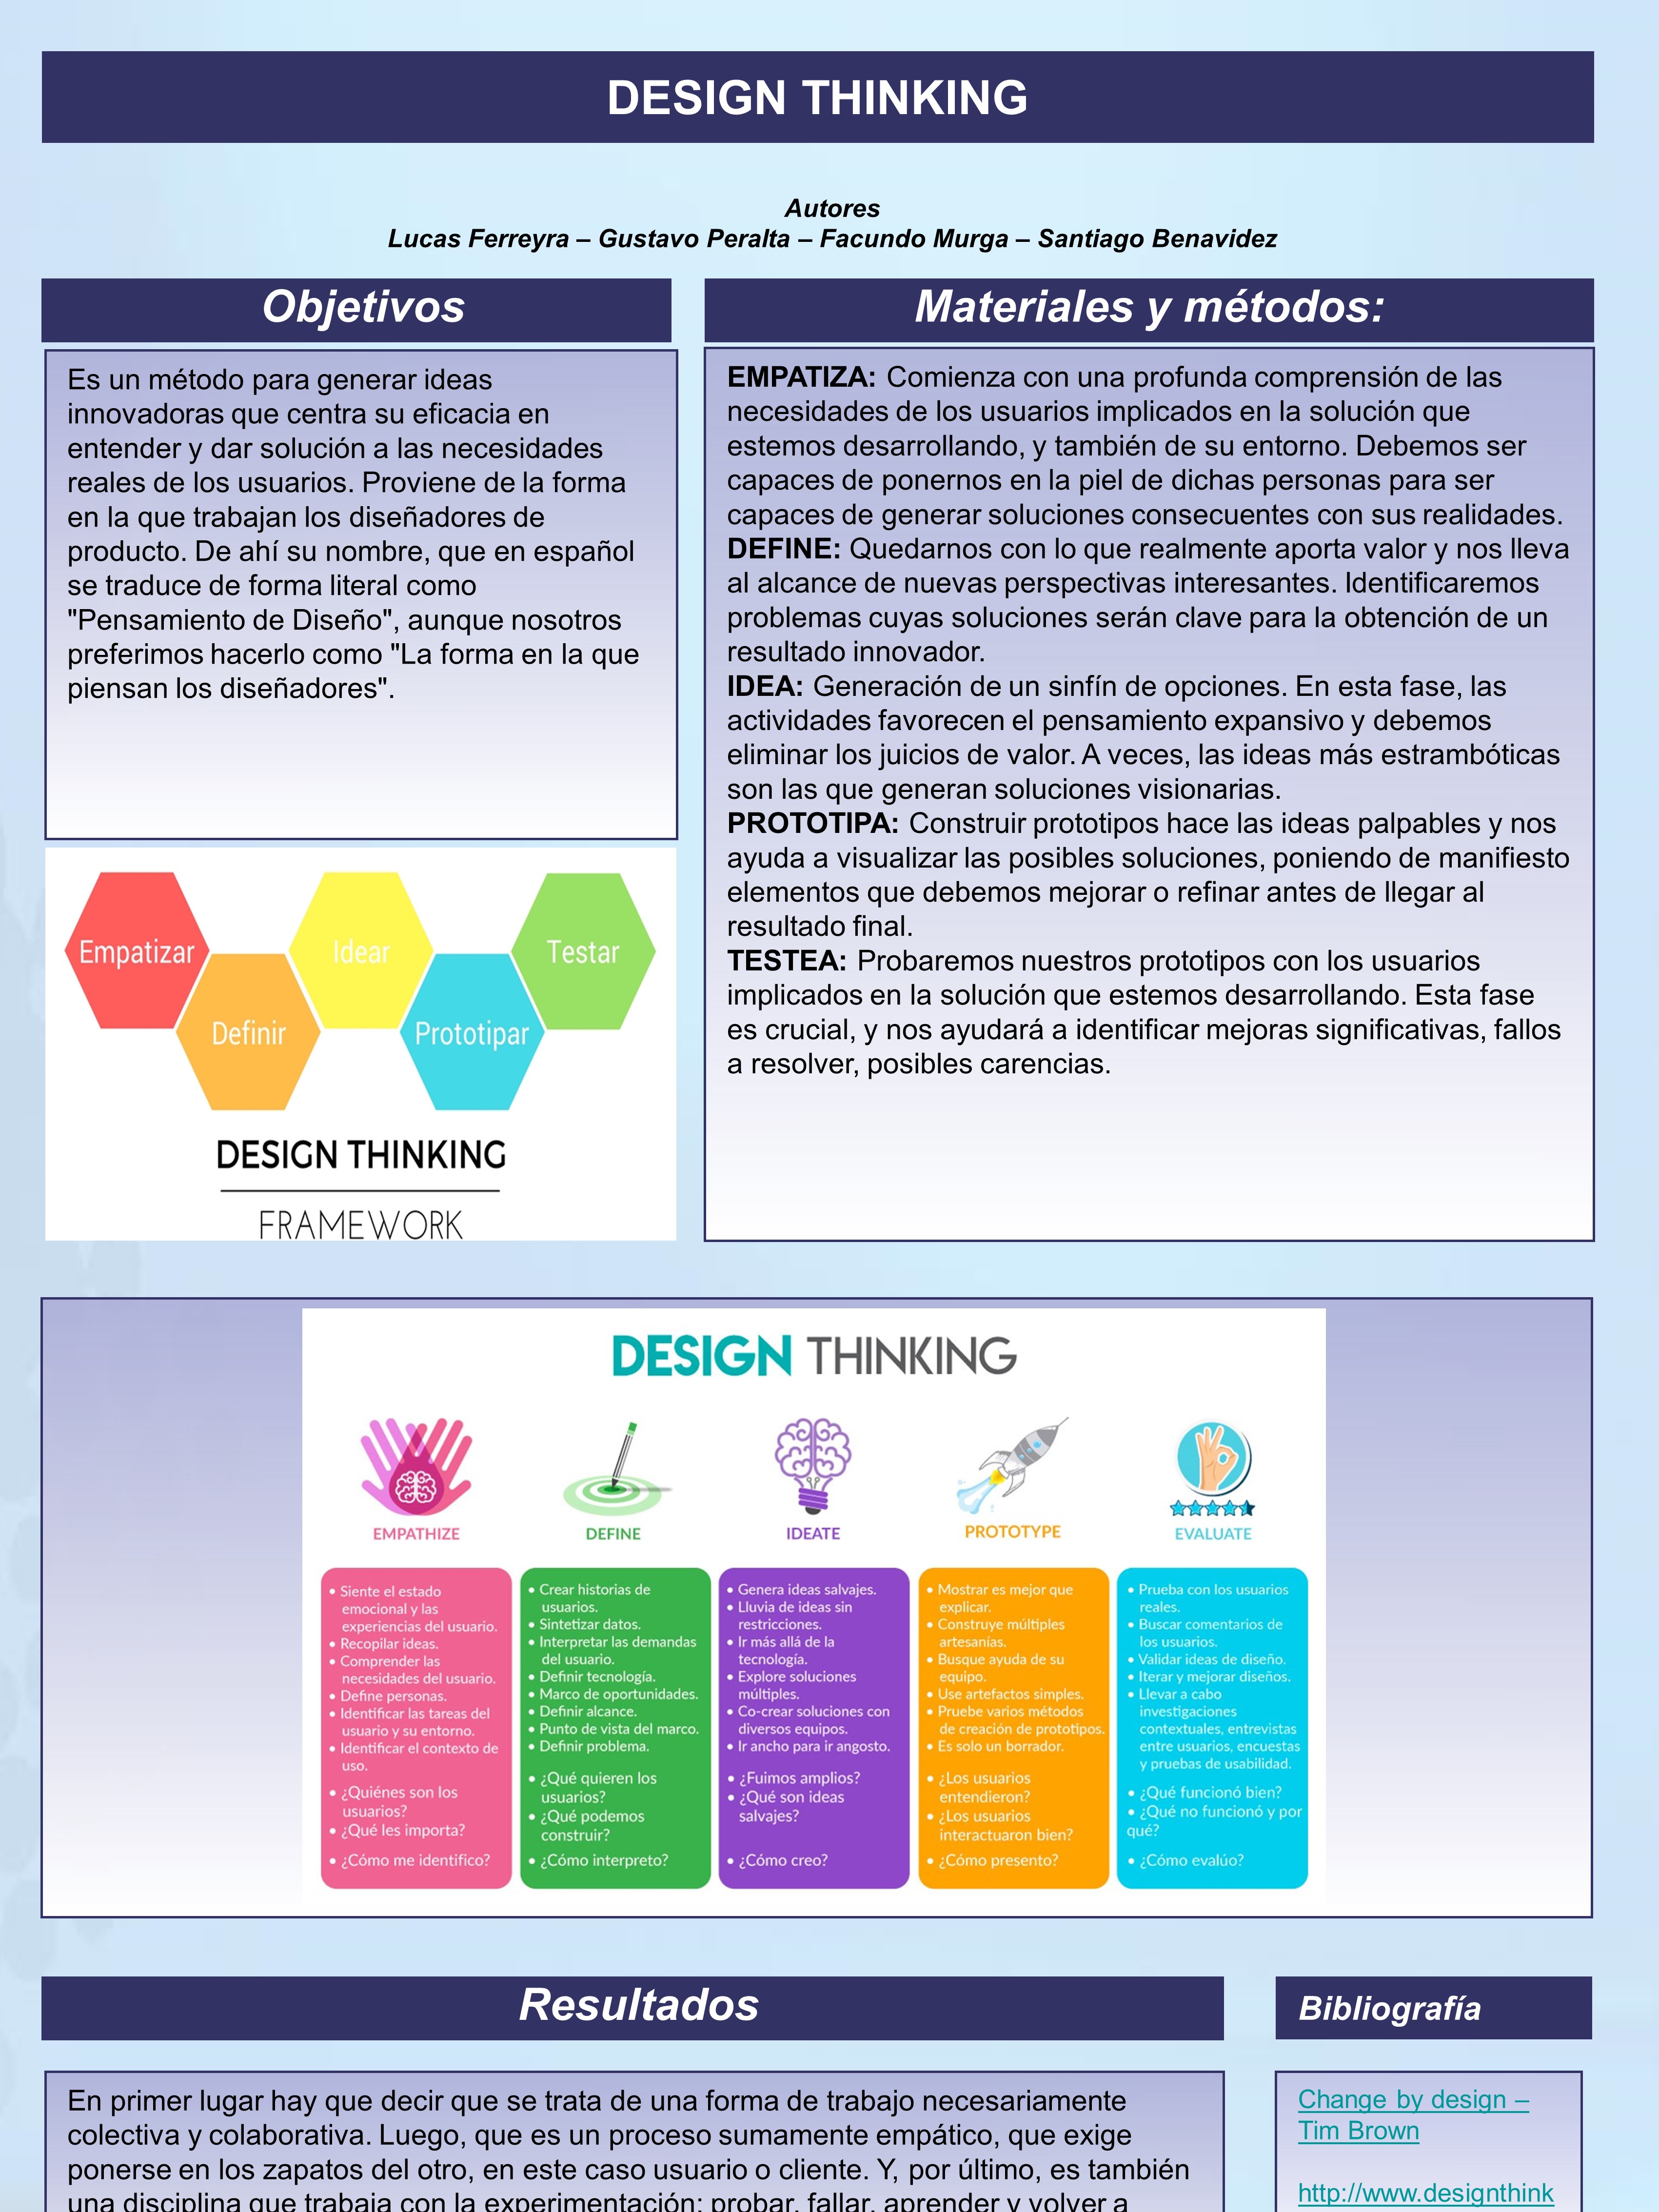 DESIGN THINKING
Autores
Lucas Ferreyra – Gustavo Peralta – Facundo Murga – Santiago Benavidez
Objetivos
Es un método para generar ideas
innovadoras que centra su eficacia en
entender y dar solución a las necesidades
reales de los usuarios. Proviene de la forma
en la que trabajan los diseñadores de
producto. De ahí su nombre, que en español
se traduce de forma literal como
"Pensamiento de Diseño", aunque nosotros
preferimos hacerlo como "La forma en la que
piensan los diseñadores".
Empatizar
Idear
Testar
Definir
Prototipar
DESIGN THINKING
FRAMEWORK
Materiales y métodos:
EMPATIZA: Comienza con una profunda comprensión de las
necesidades de los usuarios implicados en la solución que
estemos desarrollando, y también de su entorno. Debemos ser
capaces de ponernos en la piel de dichas personas para ser
capaces de generar soluciones consecuentes con sus realidades.
DEFINE: Quedarnos con lo que realmente aporta valor y nos lleva
al alcance de nuevas perspectivas interesantes. Identificaremos
problemas cuyas soluciones serán clave para la obtención de un
resultado innovador.
IDEA: Generación de un sinfín de opciones. En esta fase, las
actividades favorecen el pensamiento expansivo y debemos
eliminar los juicios de valor. A veces, las ideas más estrambóticas
son las que generan soluciones visionarias.
PROTOTIPA: Construir prototipos hace las ideas palpables y nos
ayuda a visualizar las posibles soluciones, poniendo de manifiesto
elementos que debemos mejorar o refinar antes de llegar al
resultado final.
TESTEA: Probaremos nuestros prototipos con los usuarios
implicados en la solución que estemos desarrollando. Esta fase
es crucial, y nos ayudará a identificar mejoras significativas, fallos
a resolver, posibles carencias.
DESIGN THINKING
EMPATHIZE
• Siente el estado
emocional y las
experiencias del usuario.
• Recopilar ideas.
• Comprender las
necesidades del usuario.
• Define personas.
• Identificar las tareas del
usuario y su entorno.
• Identificar el contexto de
uso.
• ¿Quiénes son los
usuarios?
• ¿Qué les importa?
• ¿Cómo me identifico?
DEFINE
• Crear historias de
usuarios.
• Sintetizar datos.
• Interpretar las demandas
del usuario.
• Definir tecnología.
• Marco de oportunidades.
• Definir alcance.
• Punto de vista del marco.
• Definir problema.
• ¿Qué quieren los
usuarios?
• ¿Qué podemos
construir?
• ¿Cómo interpreto?
IDEATE
• Genera ideas salvajes.
• Lluvia de ideas sin
restricciones.
• Ir más allá de la
tecnología.
• Explore soluciones
múltiples.
• Co-crear soluciones con
diversos equipos.
• Ir ancho para ir angosto.
• ¿Fuimos amplios?
• ¿Qué son ideas
salvajes?
• ¿Cómo creo?
PROTOTYPE
• Mostrar es mejor que
explicar.
• Construye múltiples
artesanías.
• Busque ayuda de su
equipo.
• Use artefactos simples.
• Pruebe varios métodos
de creación de prototipos.
• Es solo un borrador.
• ¿Los usuarios
entendieron?
• ¿Los usuarios
interactuaron bien?
• ¿Cómo presento?
EVALUATE
• Prueba con los usuarios
reales.
• Buscar comentarios de
los usuarios.
• Validar ideas de diseño.
• Iterar y mejorar diseños.
• Llevar a cabo
investigaciones
contextuales, entrevistas
entre usuarios, encuestas
y pruebas de usabilidad.
• ¿Qué funcionó bien?
• ¿Qué no funcionó y por
qué?
• ¿Cómo evalúo?
Resultados
En primer lugar hay que decir que se trata de una forma de trabajo necesariamente
colectiva y colaborativa. Luego, que es un proceso sumamente empático, que exige
ponerse en los zapatos del otro, en este caso usuario o cliente. Y, por último, es también
una disciplina que trabaja con la experimentación: probar, fallar, aprender y volver a
Bibliografía
Change by design –
Tim Brown
http://www.designthink